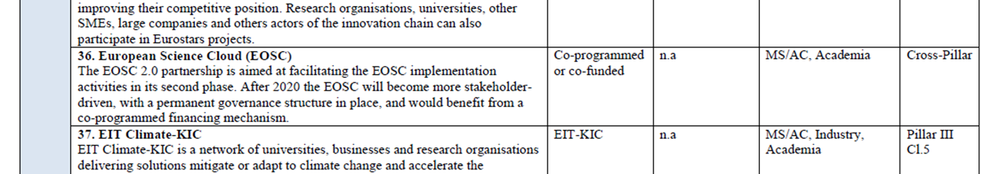 improving their competitive position. Research organisations, universities, other
SMEs, large companies and others actors of the innovation chain can also
participate in Eurostars projects.
36. European Science Cloud (EOSC)
The EOSC 2.0 partnership is aimed at facilitating the EOSC implementation
activities in its second phase. After 2020 the EOSC will become more stakeholder-
driven, with a permanent governance structure in place, and would benefit from a
co-programmed financing mechanism.
Co-programmed
or co-funded
n.a
MS/AC, Academia
Cross-Pillar
37. EIT Climate-KIC
EIT Climate-KIC is a network of universities, businesses and research organisations
delivering solutions mitigate or adapt to climate change and accelerate the
EIT-KIC
n.a
MS/AC, Industry,
Academia
Pillar III
Cl.5